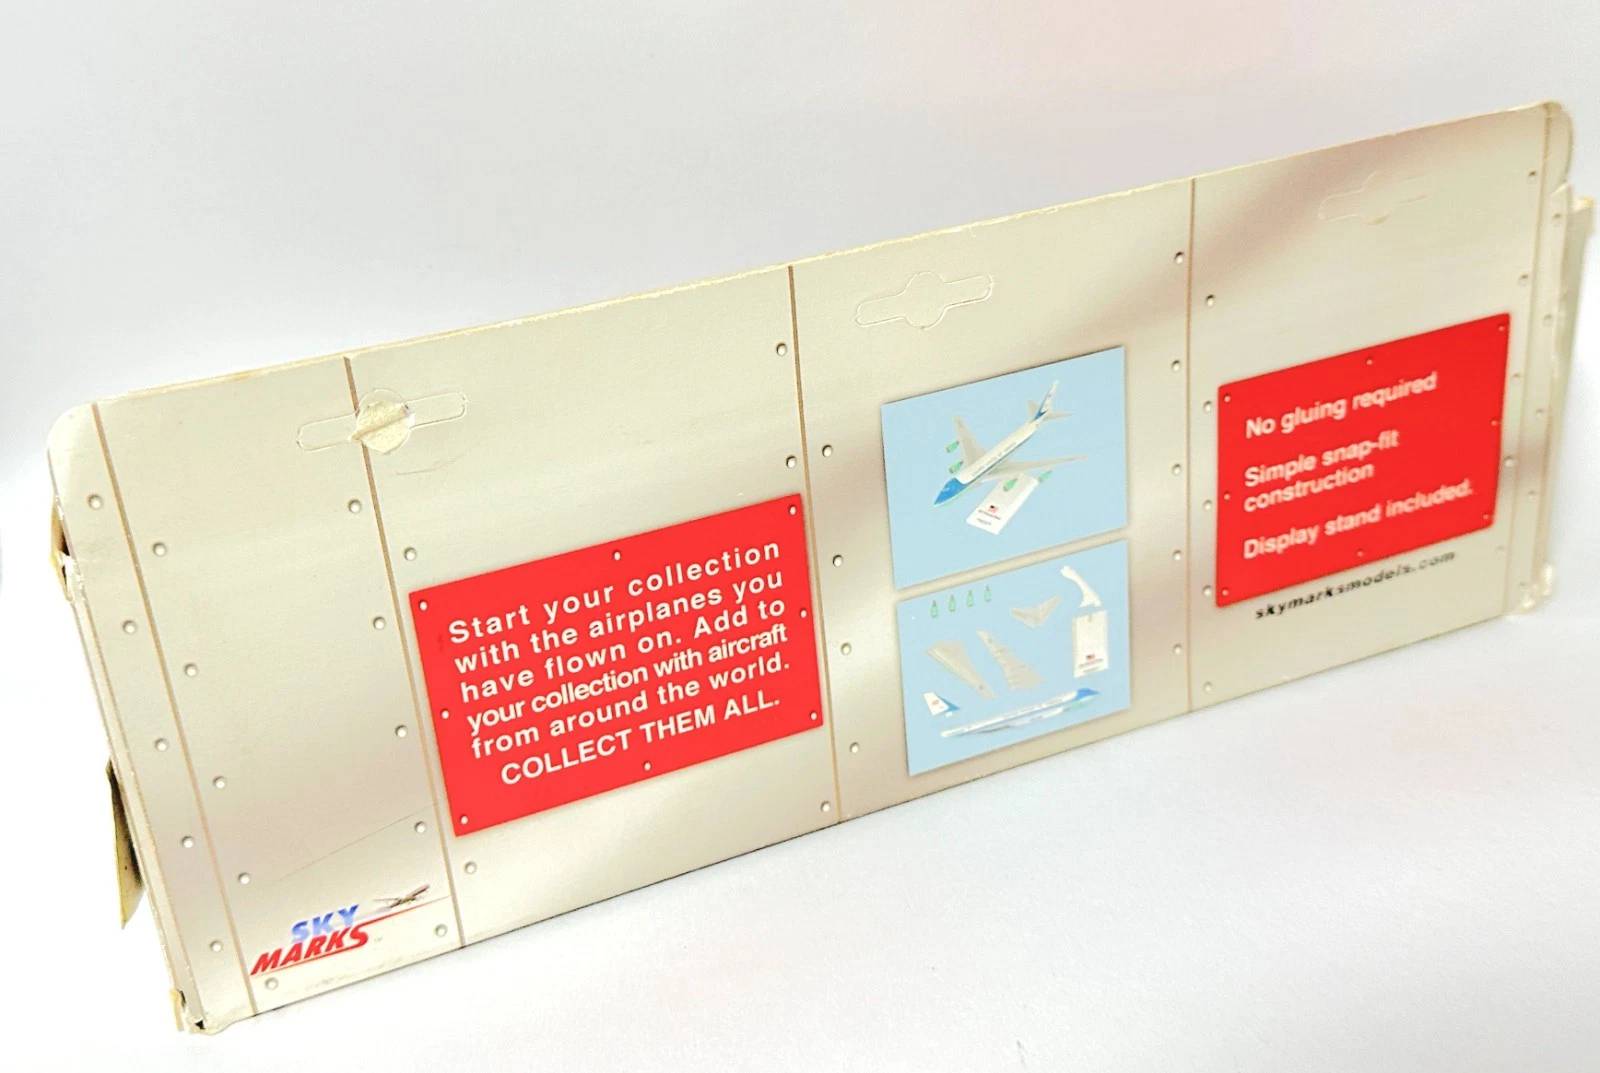 Start your collection
with the airplanes you
have flown on. Add to
your collection with aircraft
from around the world.
COLLECT THEM ALL.
SKY
MARKS
No gluing required
Simple snap-fit
construction
Display stand included.
skymarksmodels.com